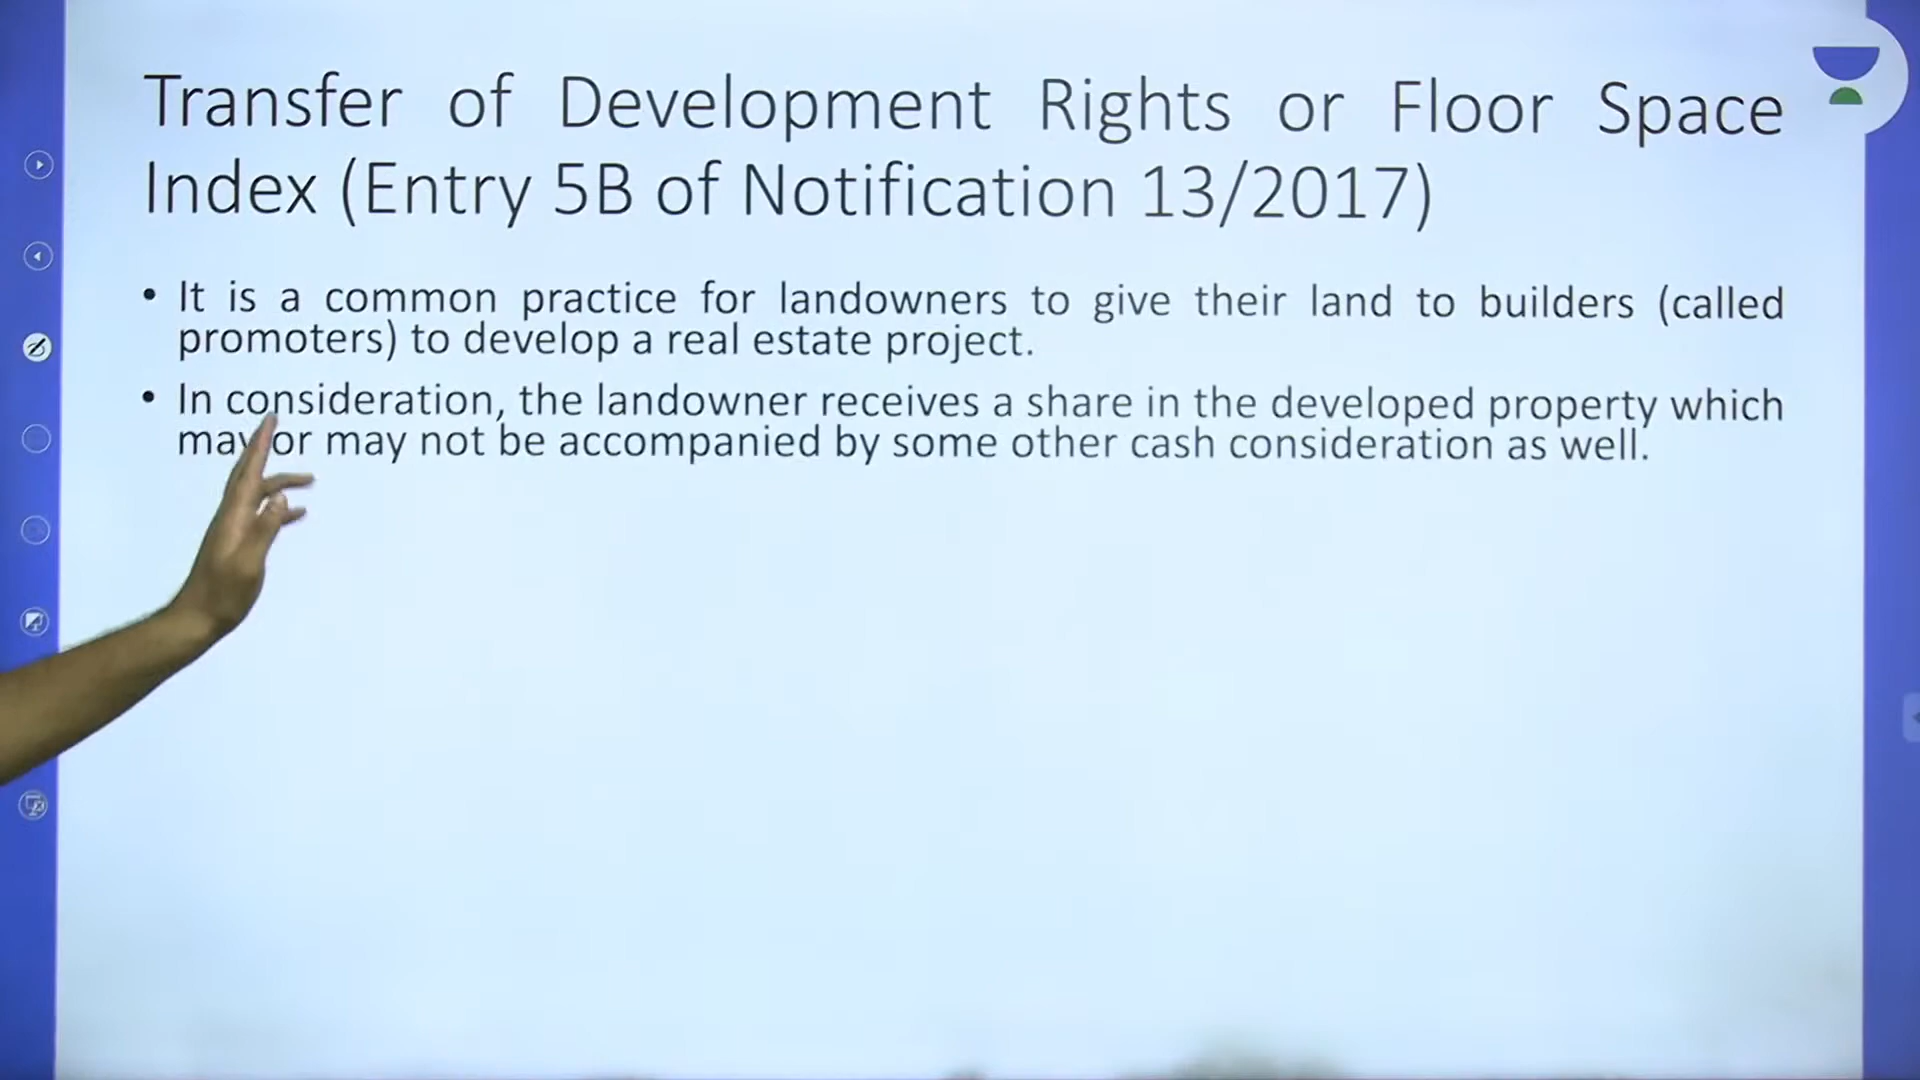 Transfer of Development Rights or Floor Space
Index (Entry 5B of Notification 13/2017)
• It is a common practice for landowners to give their land to builders (called
promoters) to develop a real estate project.
• In consideration, the landowner receives a share in the developed property which
may or may not be accompanied by some other cash consideration as well.